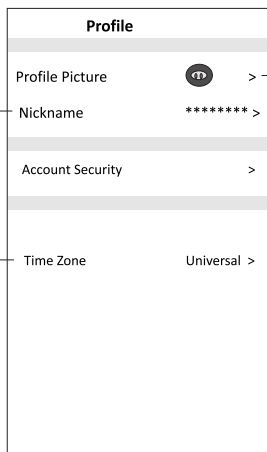 Profile
Profile Picture >
Nickname ******** >
Account Security >
Time Zone Universal >